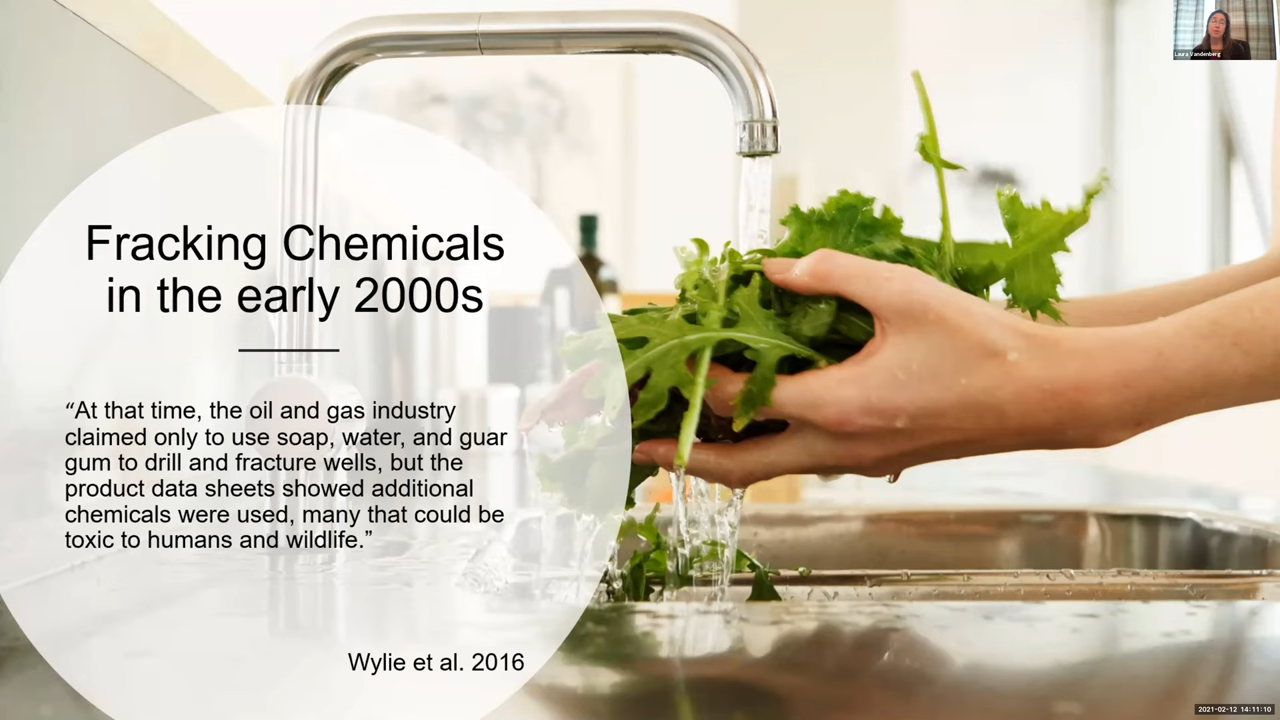 Laura Vandenberg
Fracking Chemicals
in the early 2000s
“At that time, the oil and gas industry
claimed only to use soap, water, and guar
gum to drill and fracture wells, but the
product data sheets showed additional
chemicals were used, many that could be
toxic to humans and wildlife.”
Wylie et al. 2016
2021-02-12 14:11:10